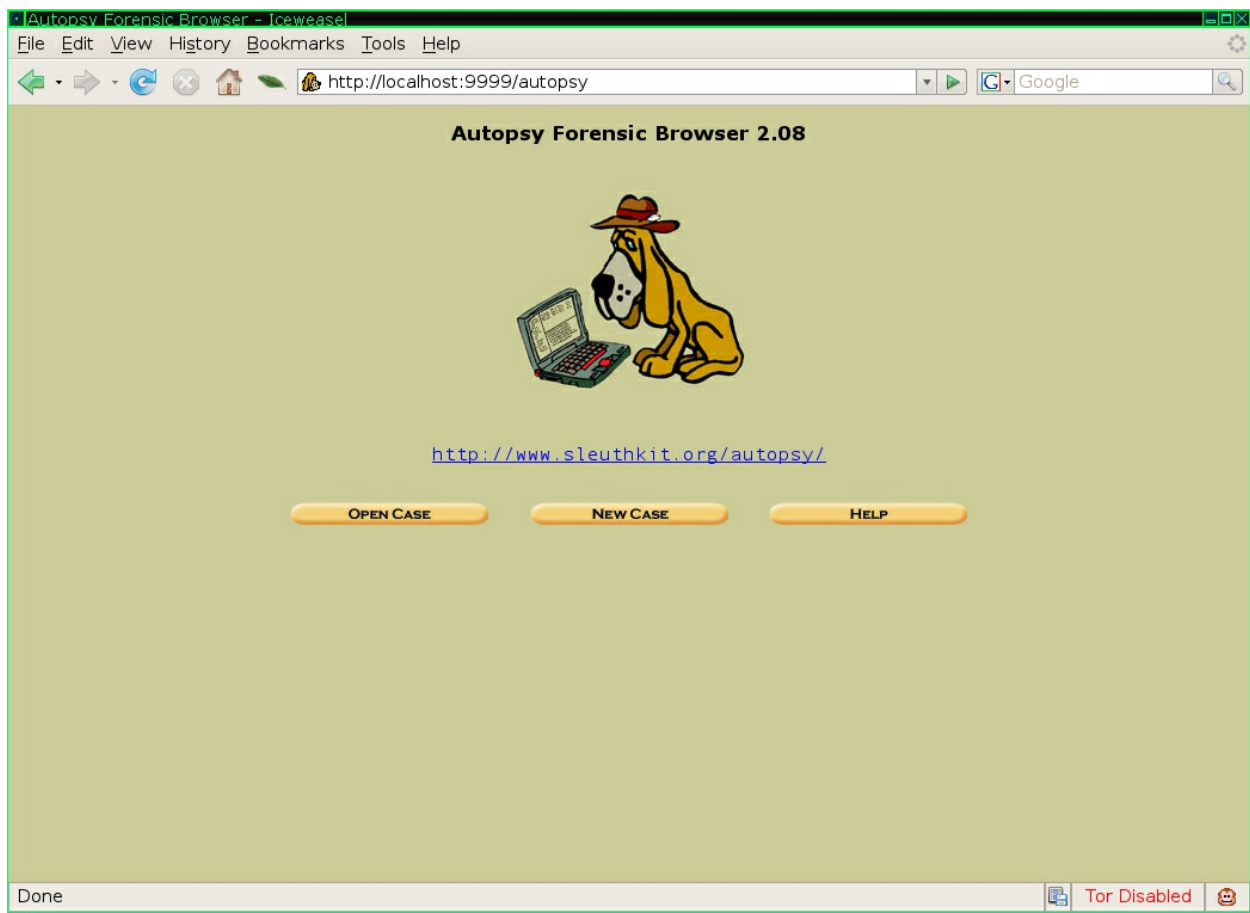 Autopsy Forensic Browser - Iceweasel
File Edit View History Bookmarks Tools Help
http://localhost:9999/autopsy
G Google
Autopsy Forensic Browser 2.08
http://www.sleuthkit.org/autopsy/
OPEN CASE NEW CASE HELP
Done Tor Disabled